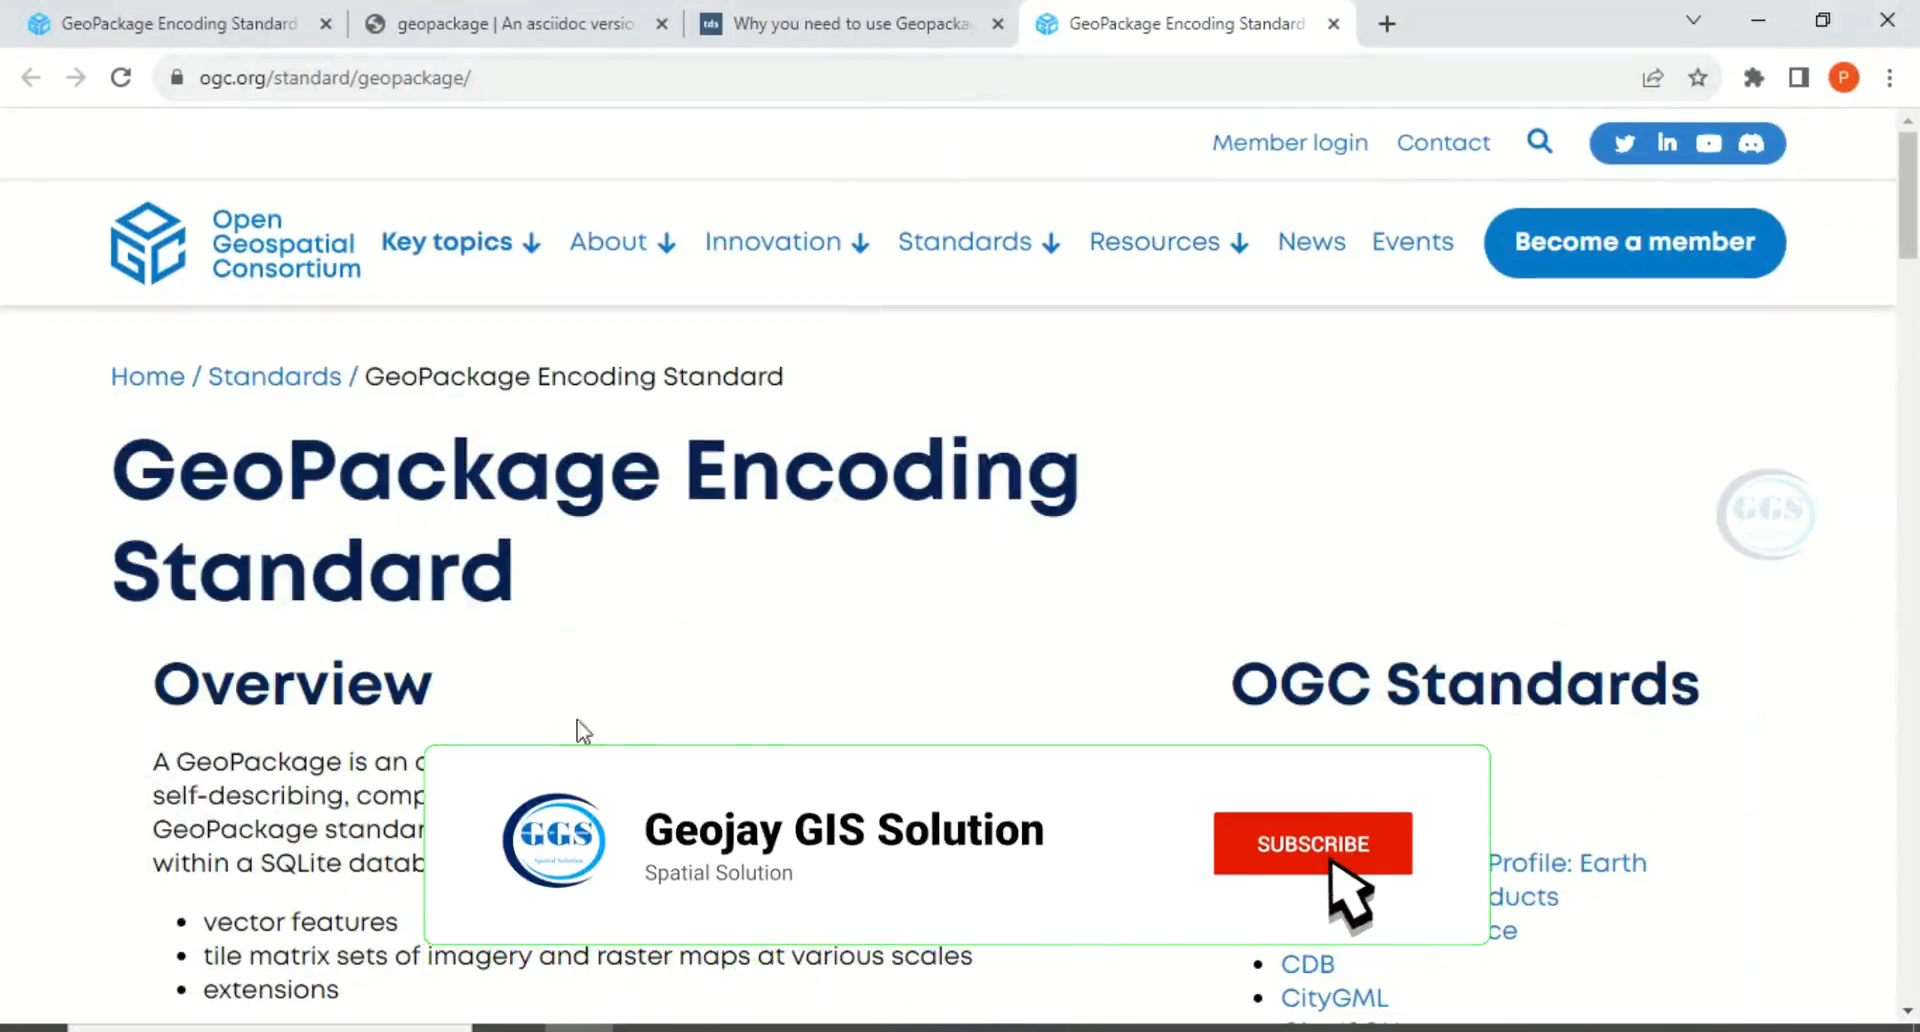 GeoPackage Encoding Standard
geopackage | An asciidoc versio
tds
Why you need to use Geopacka
GeoPackage Encoding Standard
ogc.org/standard/geopackage/
P
Member login
Contact
Open
Geospatial
Consortium
Key topics
About
Innovation
Standards
Resources
News
Events
Become a member
Home / Standards / GeoPackage Encoding Standard
GeoPackage Encoding
Standard
GGS
Overview
OGC Standards
A GeoPackage is an
self-describing, comp
GeoPackage standar
within a SQLite datab
• vector features
• tile matrix sets of imagery and raster maps at various scales
• extensions
GGS
Spatial Solution
Geojay GIS Solution
Spatial Solution
SUBSCRIBE
Profile: Earth
ducts
ce
• CDB
• CityGML